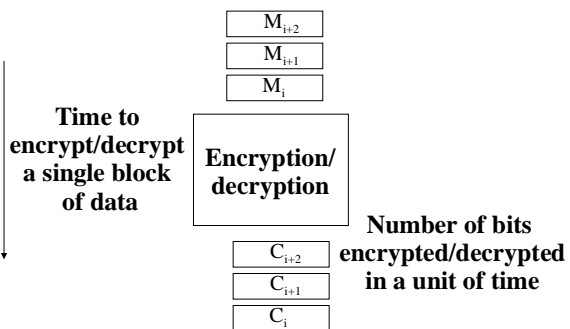 M_{i+2}
M_{i+1}
M_i
Time to
encrypt/decrypt
a single block
of data
Encryption/
decryption
Number of bits
encrypted/decrypted
in a unit of time
C_{i+2}
C_{i+1}
C_i